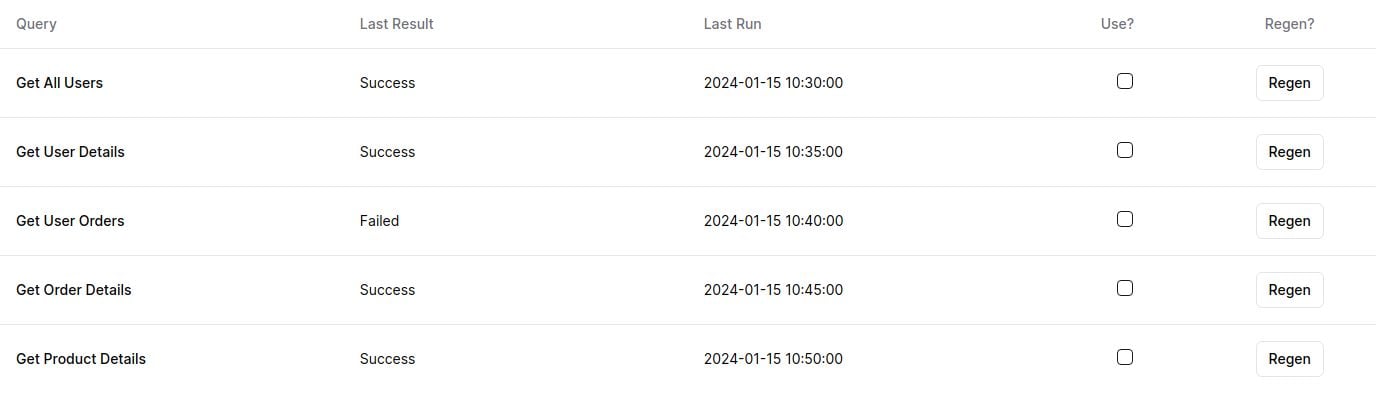 Query Last Result Last Run Use? Regen?
Get All Users Success 2024-01-15 10:30:00 Regen
Get User Details Success 2024-01-15 10:35:00 Regen
Get User Orders Failed 2024-01-15 10:40:00 Regen
Get Order Details Success 2024-01-15 10:45:00 Regen
Get Product Details Success 2024-01-15 10:50:00 Regen